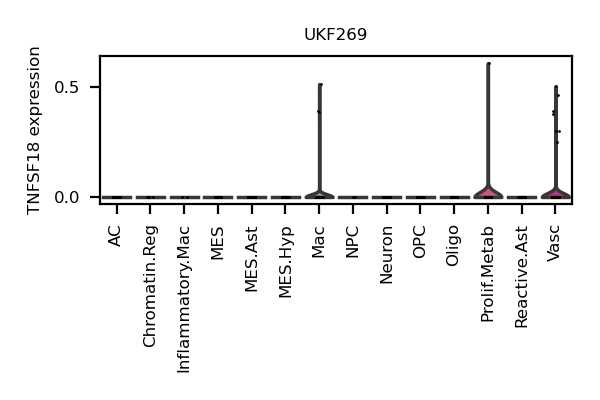 UKF269
TNFSF18 expression
0.5
0.0
AC
Chromatin.Reg
Inflammatory.Mac
MES
MES.Ast
MES.Hyp
Mac
NPC
Neuron
OPC
Oligo
Prolif.Metab
Reactive.Ast
Vasc